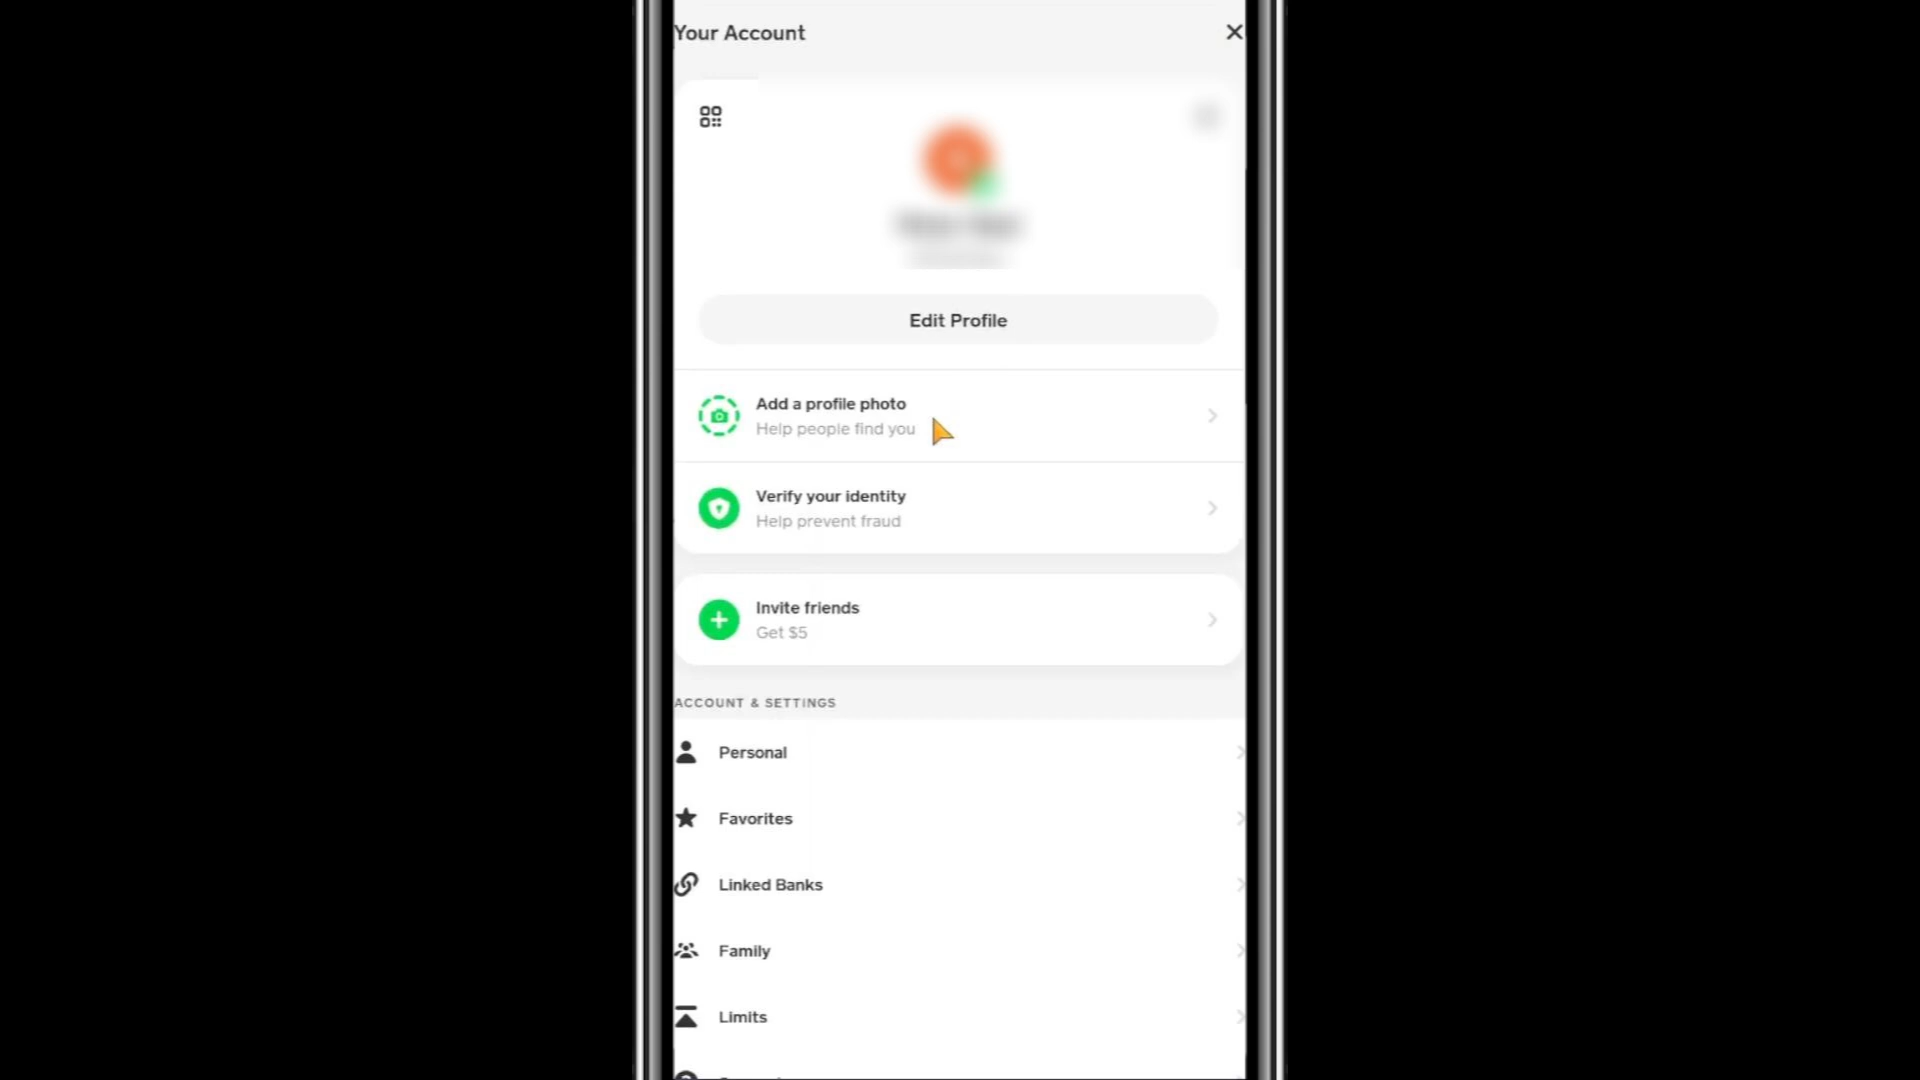 Your Account
Edit Profile
Add a profile photo
Help people find you
Verify your identity
Help prevent fraud
Invite friends
Get $5
ACCOUNT & SETTINGS
Personal
Favorites
Linked Banks
Family
Limits